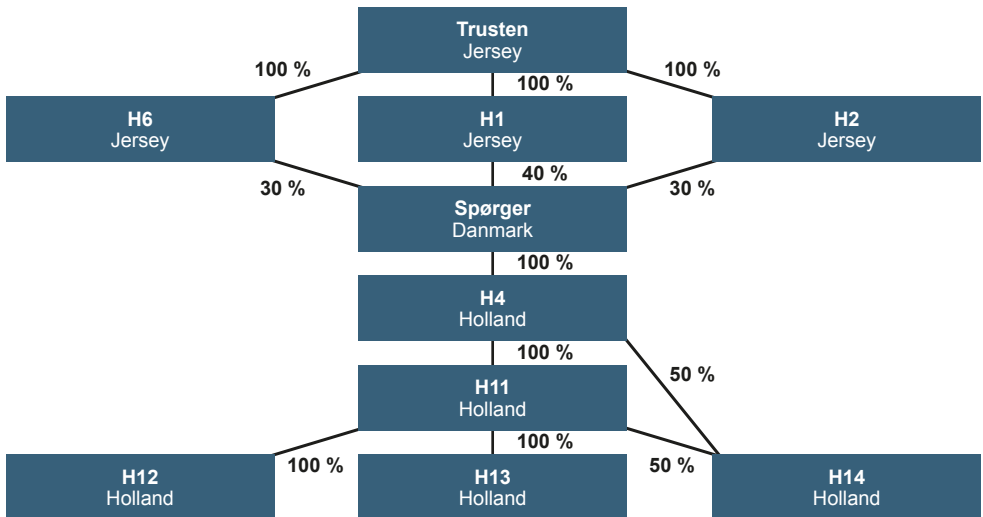 Trusten
Jersey
100 %
100 %
100 %
H6
Jersey
H1
Jersey
H2
Jersey
30 %
40 %
30 %
Spørger
Danmark
100 %
H4
Holland
100 %
50 %
H11
Holland
100 %
100 %
50 %
H12
Holland
H13
Holland
H14
Holland